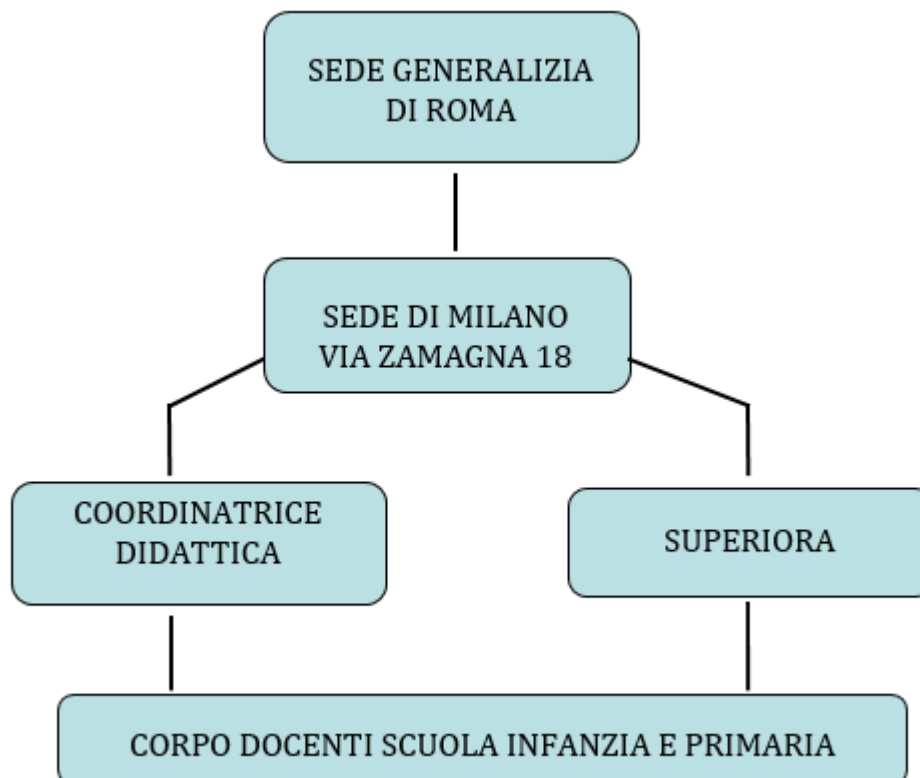 SEDE GENERALIZIA
DI ROMA
SEDE DI MILANO
VIA ZAMAGNA 18
COORDINATRICE
DIDATTICA
SUPERIORA
CORPO DOCENTI SCUOLA INFANZIA E PRIMARIA